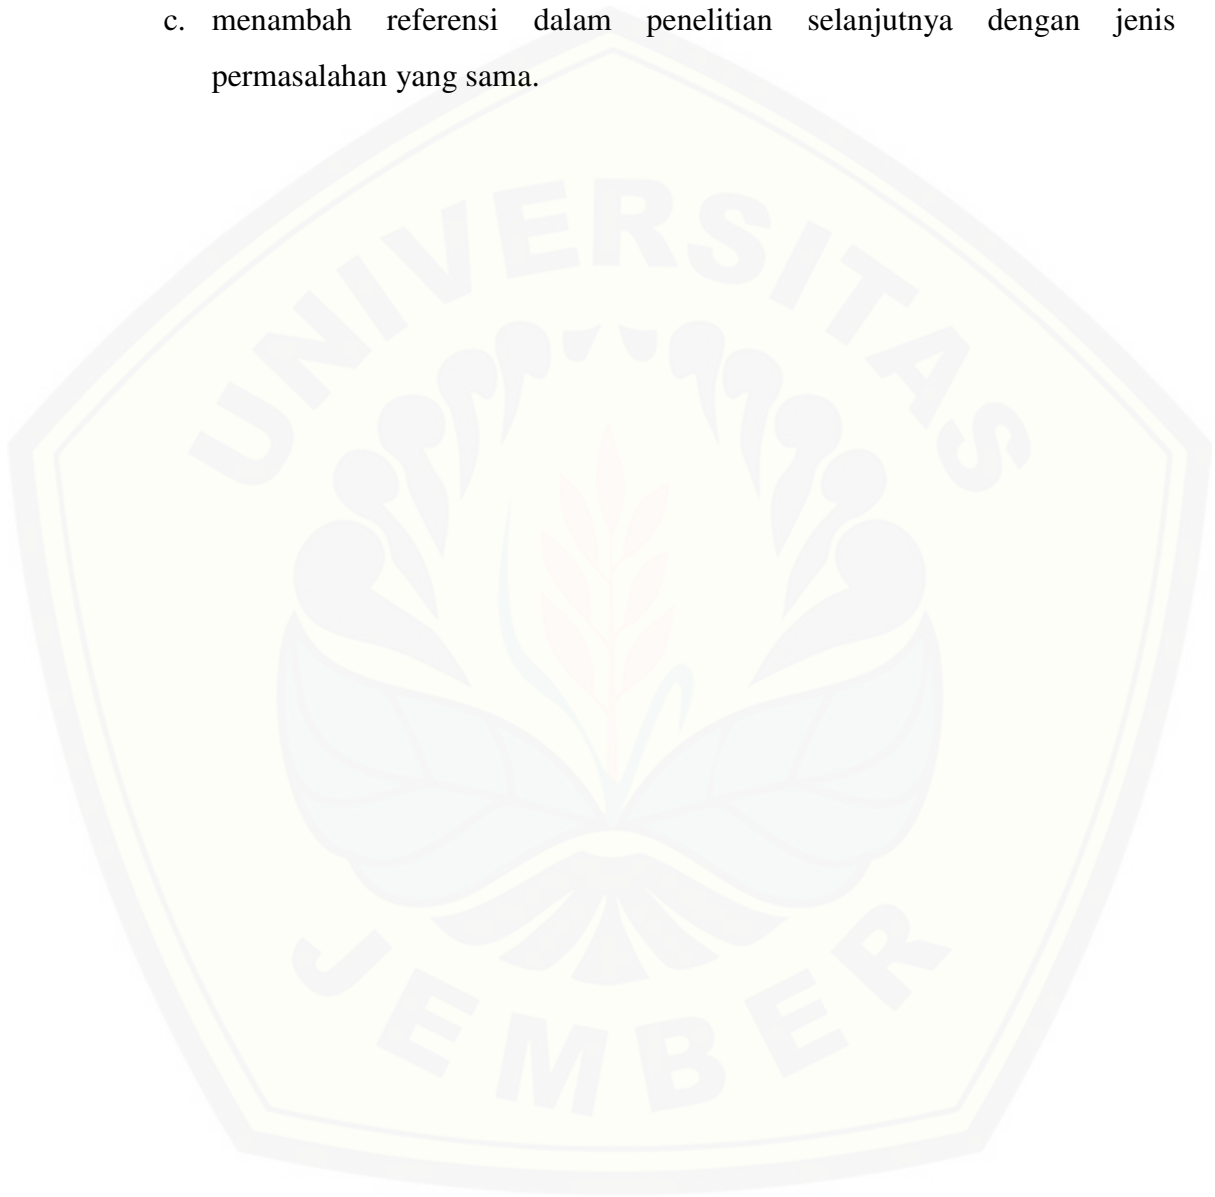 c. menambah referensi dalam penelitian selanjutnya dengan jenis
permasalahan yang sama.
UNIVERSITAS
JEMBER